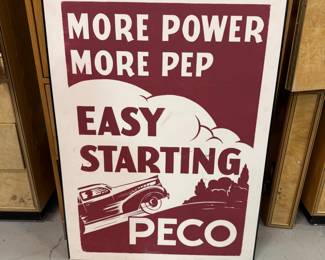 MORE POWER
MORE PEP
EASY
STARTING
PECO